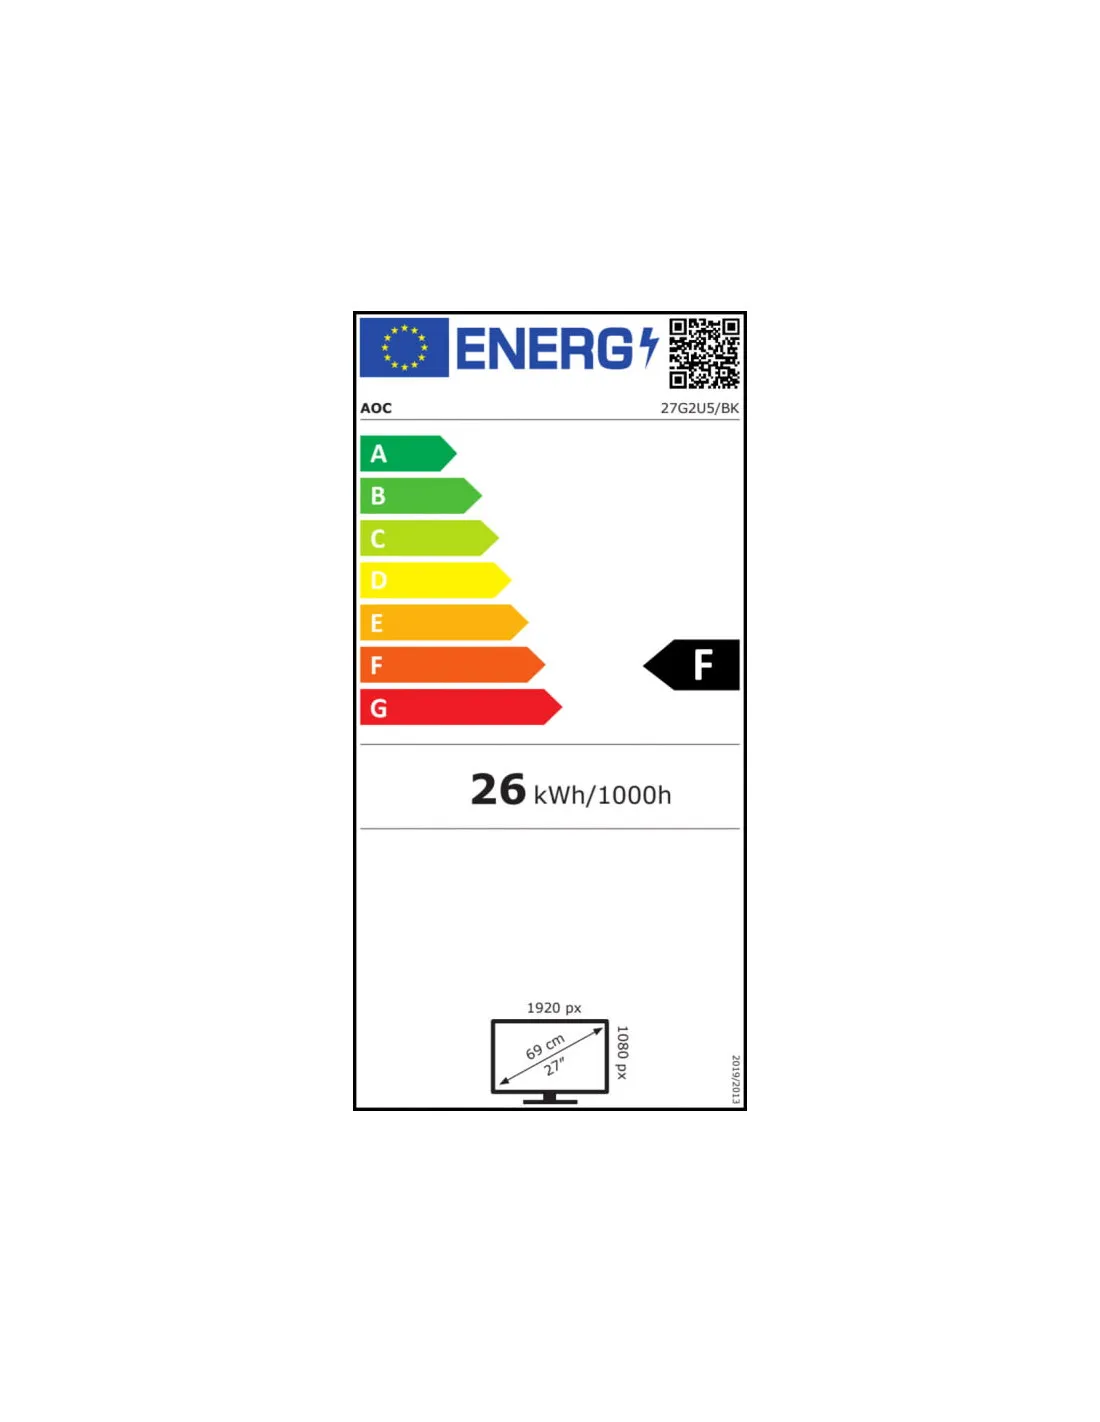 ENERG
AOC 27G2U5/BK
A
B
C
D
E
F
F
G
26 kWh/1000h
1920 px
69 cm
27"
1080 px
2019/2013